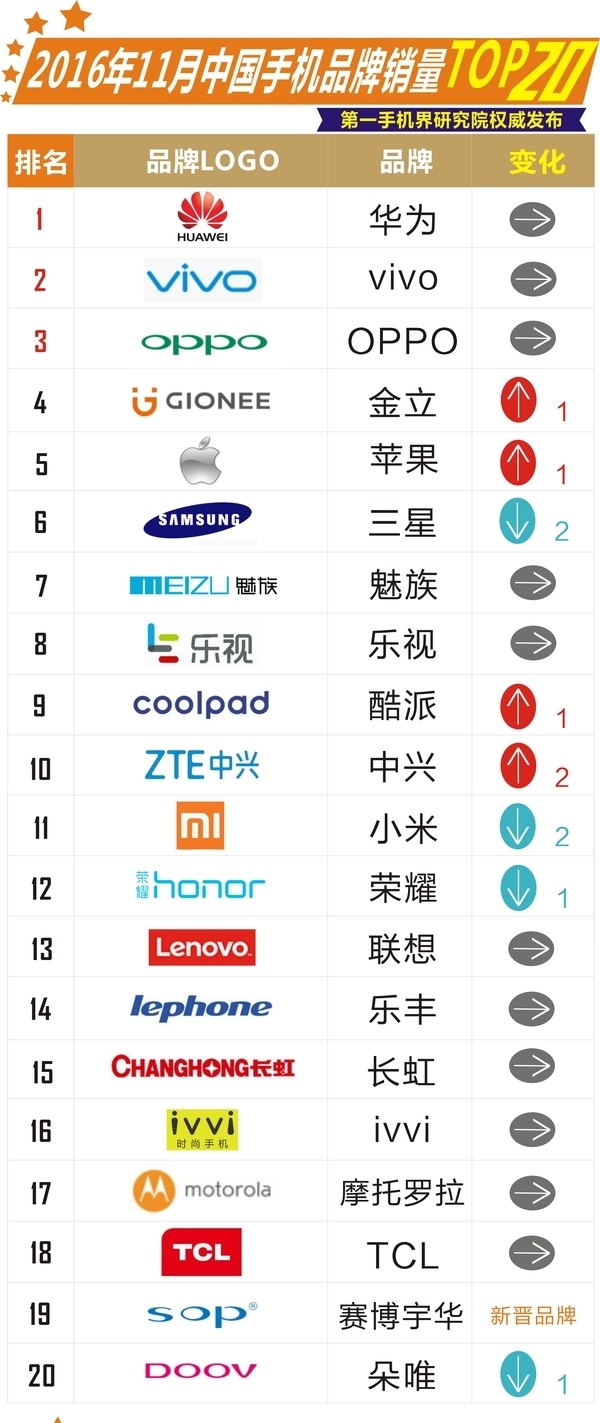 2016年11月中国手机品牌销量TOP20
第一手机界研究院权威发布
排名 品牌LOGO 品牌 变化
1 HUAWEI 华为
2 vivo vivo
3 oppo OPPO
4 GIONEE 金立 1
5 苹果 1
6 SAMSUNG 三星 2
7 MEIZU 魅族 魅族
8 乐视 乐视
9 coolpad 酷派 1
10 ZTE中兴 中兴 2
11 mi 小米 2
12 荣耀 honor 荣耀 1
13 Lenovo 联想
14 lephone 乐丰
15 CHANGHONG长虹 长虹
16 ivvi 时尚手机 ivvi
17 motorola 摩托罗拉
18 TCL TCL
19 sop® 赛博宇华 新晋品牌
20 DOOV 朵唯 1